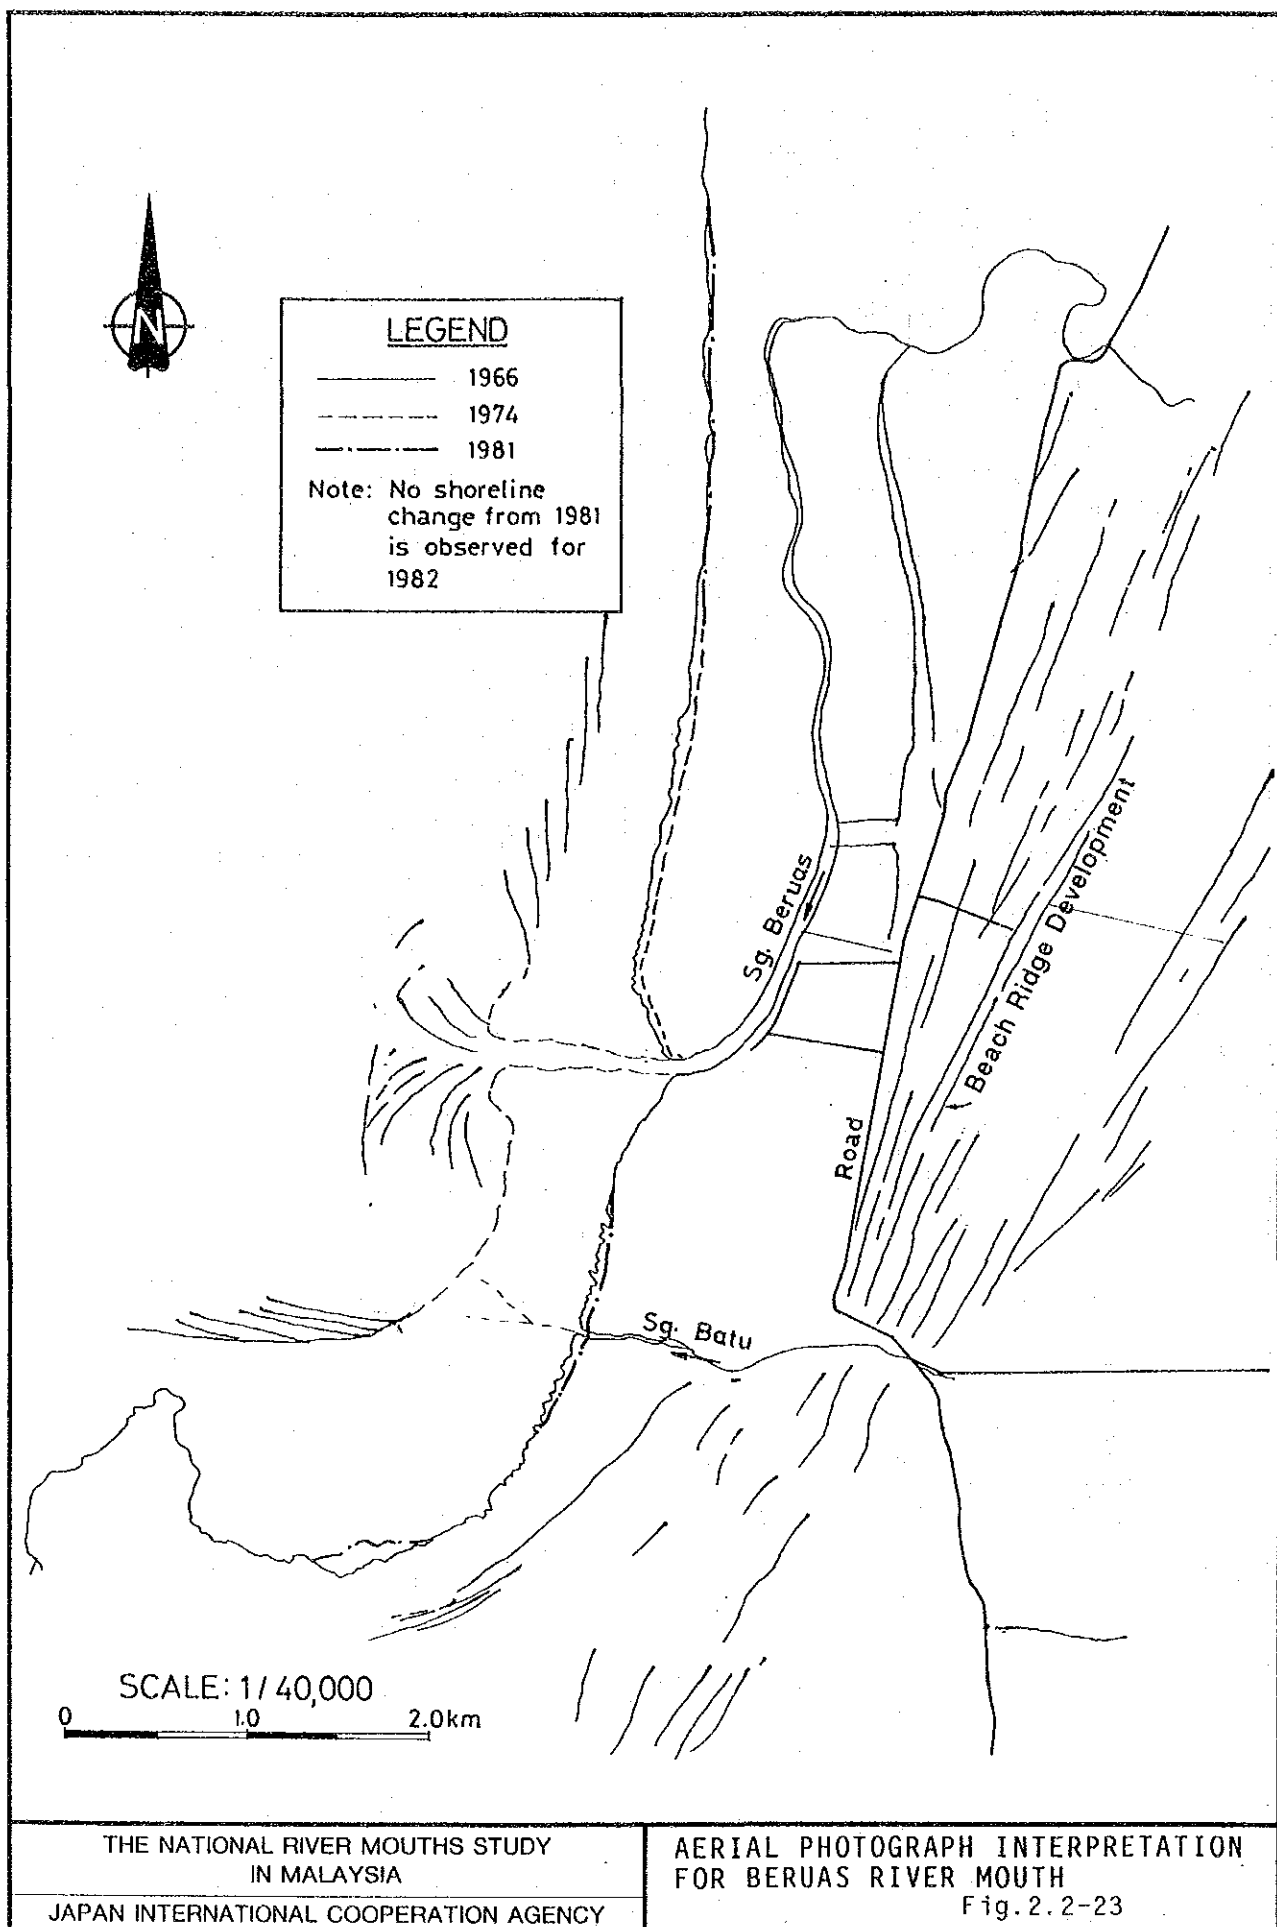 N
LEGEND
1966
1974
1981
Note: No shoreline
change from 1981
is observed for
1982
Sg. Beruas
Beach Ridge Development
Road
Sg. Batu
SCALE: 1/40,000
0 1.0 2.0km
THE NATIONAL RIVER MOUTHS STUDY
IN MALAYSIA
JAPAN INTERNATIONAL COOPERATION AGENCY
AERIAL PHOTOGRAPH INTERPRETATION
FOR BERUAS RIVER MOUTH
Fig.2.2-23